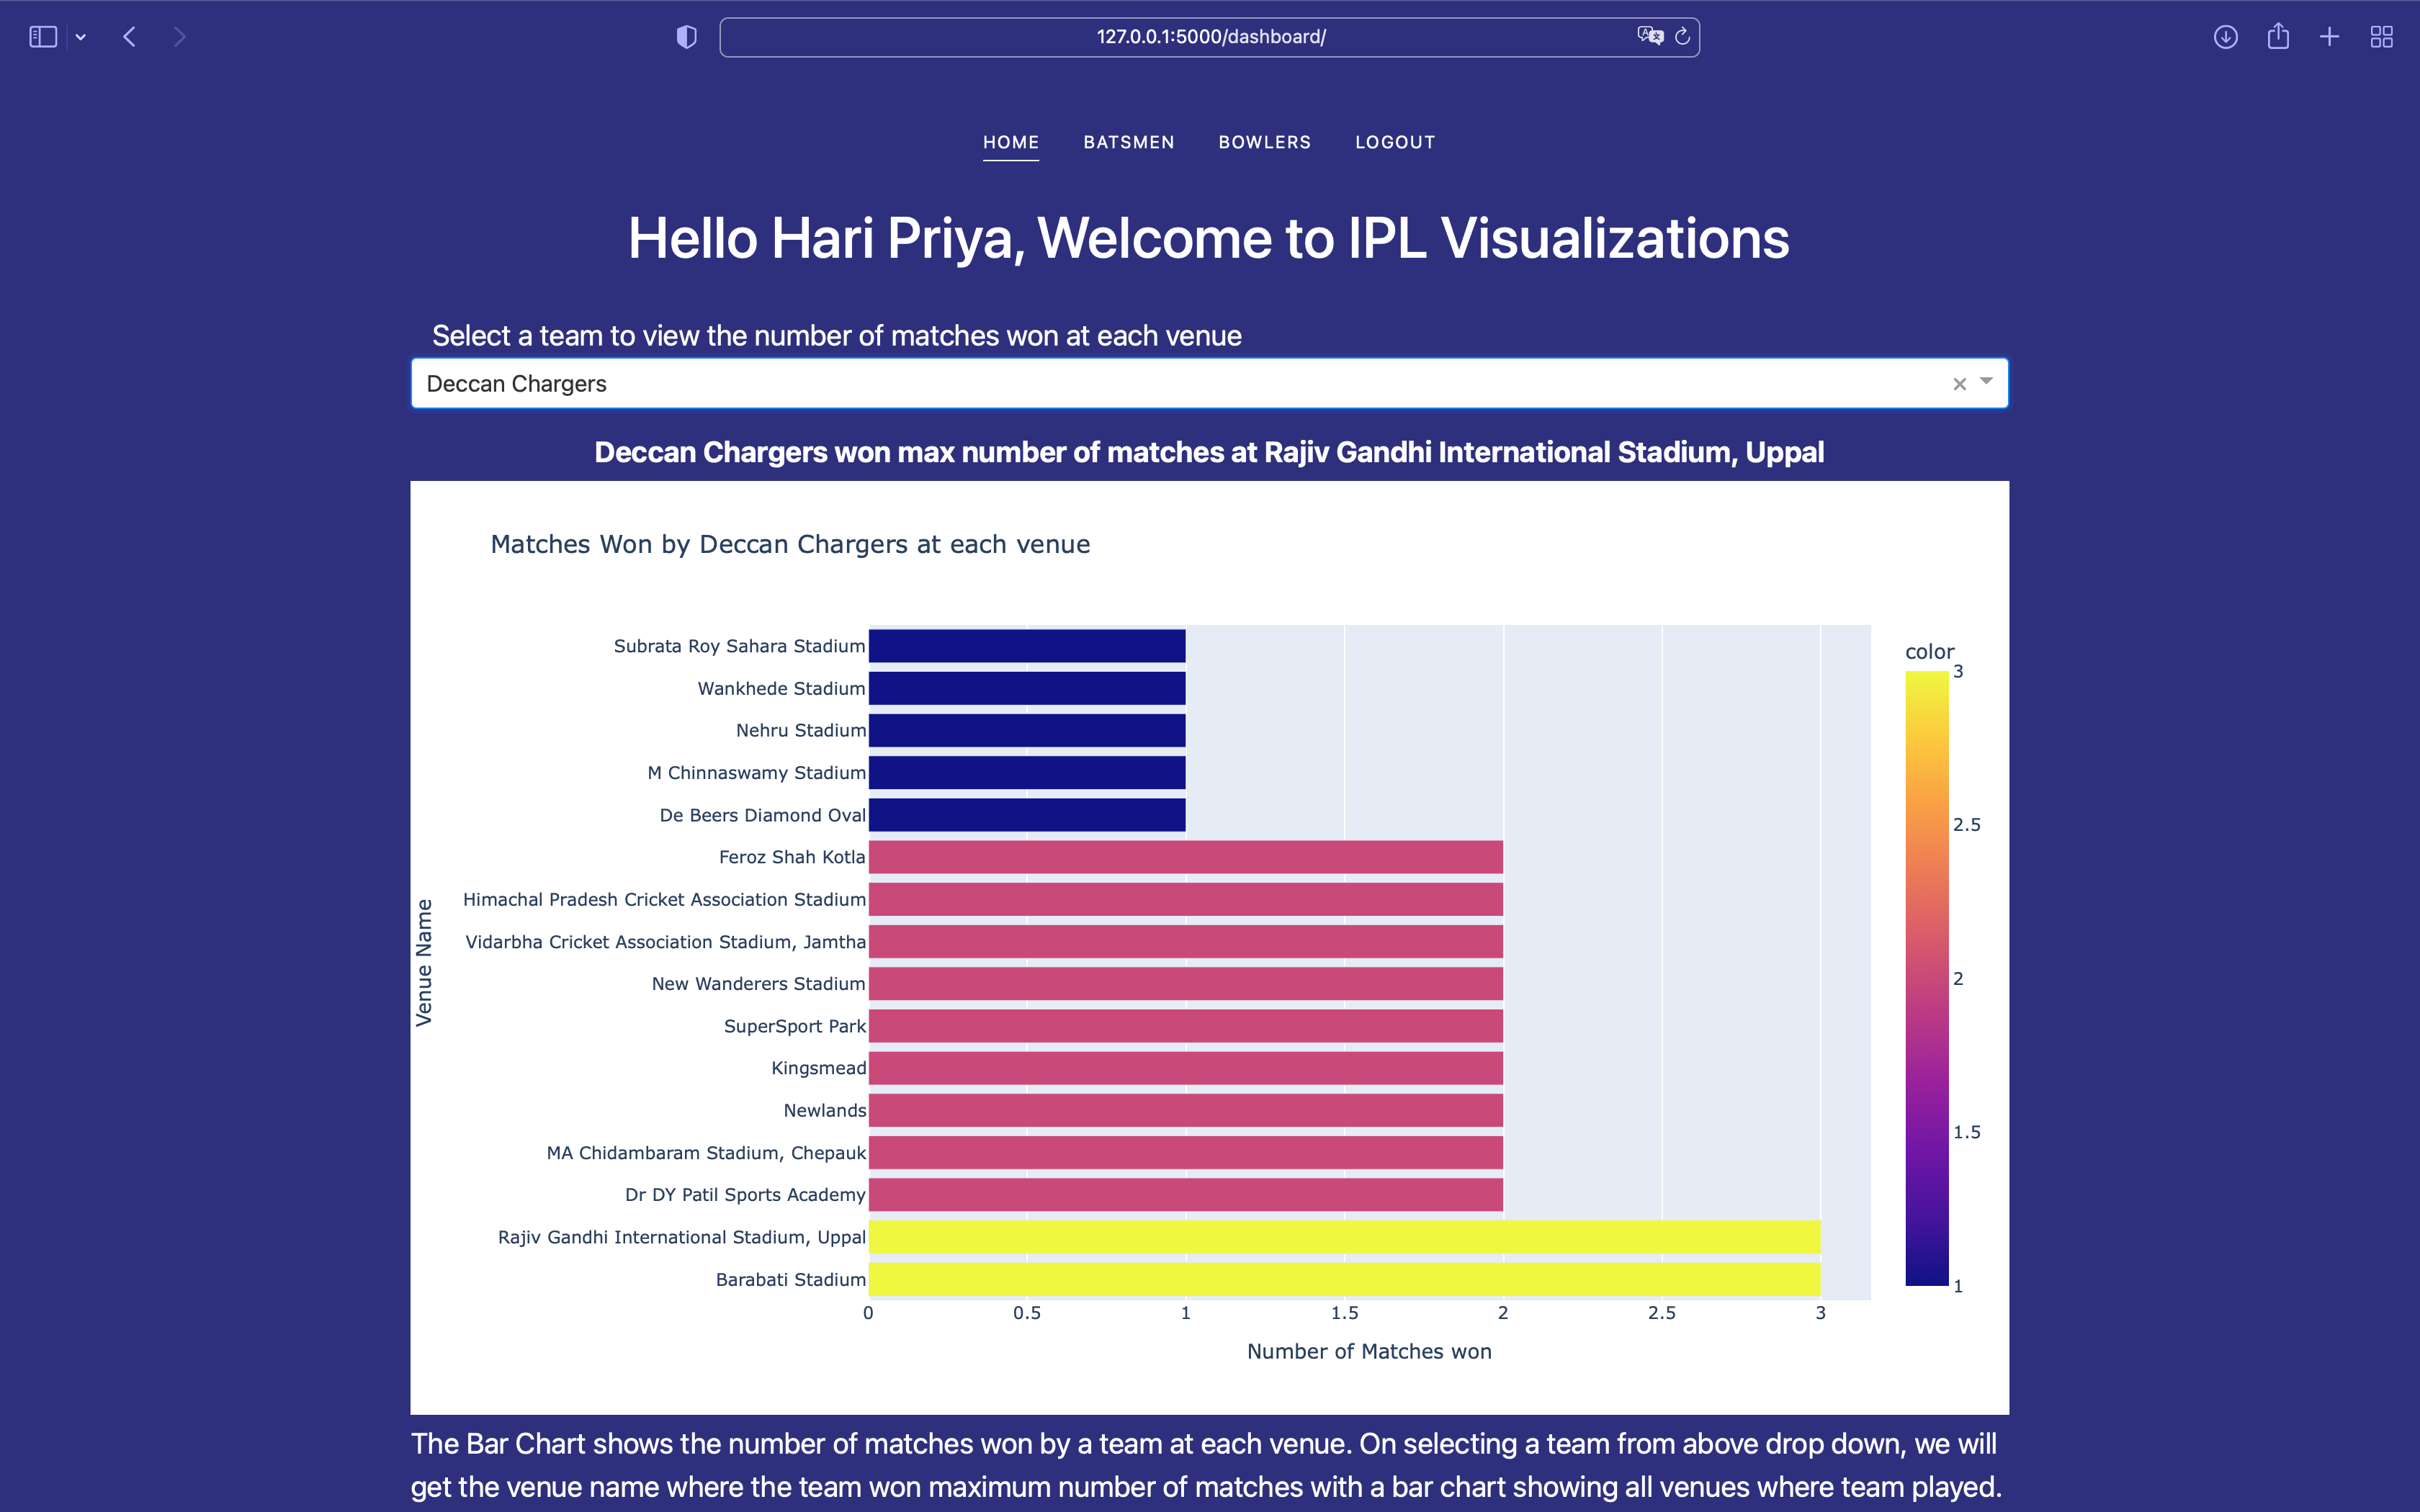 127.0.0.1:5000/dashboard/
HOME BATSMEN BOWLERS LOGOUT
Hello Hari Priya, Welcome to IPL Visualizations
Select a team to view the number of matches won at each venue
Deccan Chargers
Deccan Chargers won max number of matches at Rajiv Gandhi International Stadium, Uppal
Matches Won by Deccan Chargers at each venue
Venue Name
Subrata Roy Sahara Stadium
Wankhede Stadium
Nehru Stadium
M Chinnaswamy Stadium
De Beers Diamond Oval
Feroz Shah Kotla
Himachal Pradesh Cricket Association Stadium
Vidarbha Cricket Association Stadium, Jamtha
New Wanderers Stadium
SuperSport Park
Kingsmead
Newlands
MA Chidambaram Stadium, Chepauk
Dr DY Patil Sports Academy
Rajiv Gandhi International Stadium, Uppal
Barabati Stadium
0 0.5 1 1.5 2 2.5 3
Number of Matches won
color
3
2.5
2
1.5
1
The Bar Chart shows the number of matches won by a team at each venue. On selecting a team from above drop down, we will
get the venue name where the team won maximum number of matches with a bar chart showing all venues where team played.